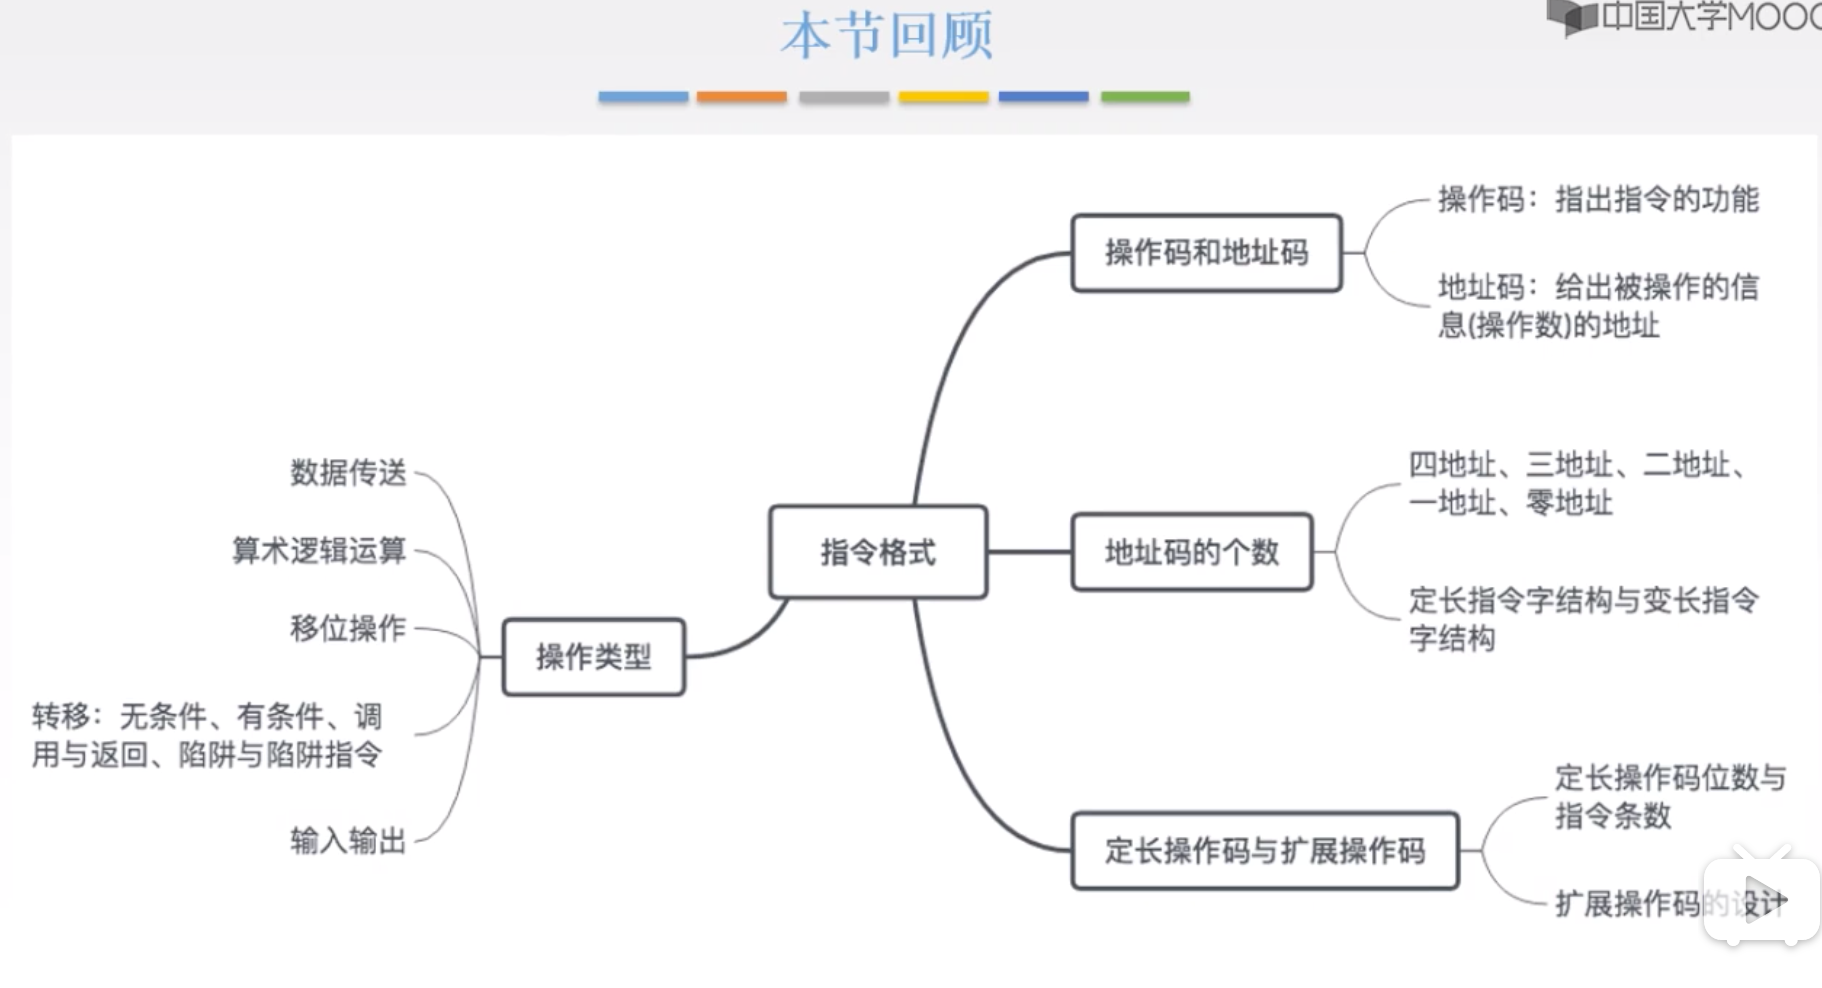 本节回顾
中国大学MOOC
操作码和地址码
操作码：指出指令的功能
地址码：给出被操作的信
息(操作数)的地址
指令格式
地址码的个数
四地址、三地址、二地址、
一地址、零地址
定长指令字结构与变长指令
字结构
定长操作码与扩展操作码
定长操作码位数与
指令条数
扩展操作码的设计
操作类型
数据传送
算术逻辑运算
移位操作
转移：无条件、有条件、调
用与返回、陷阱与陷阱指令
输入输出